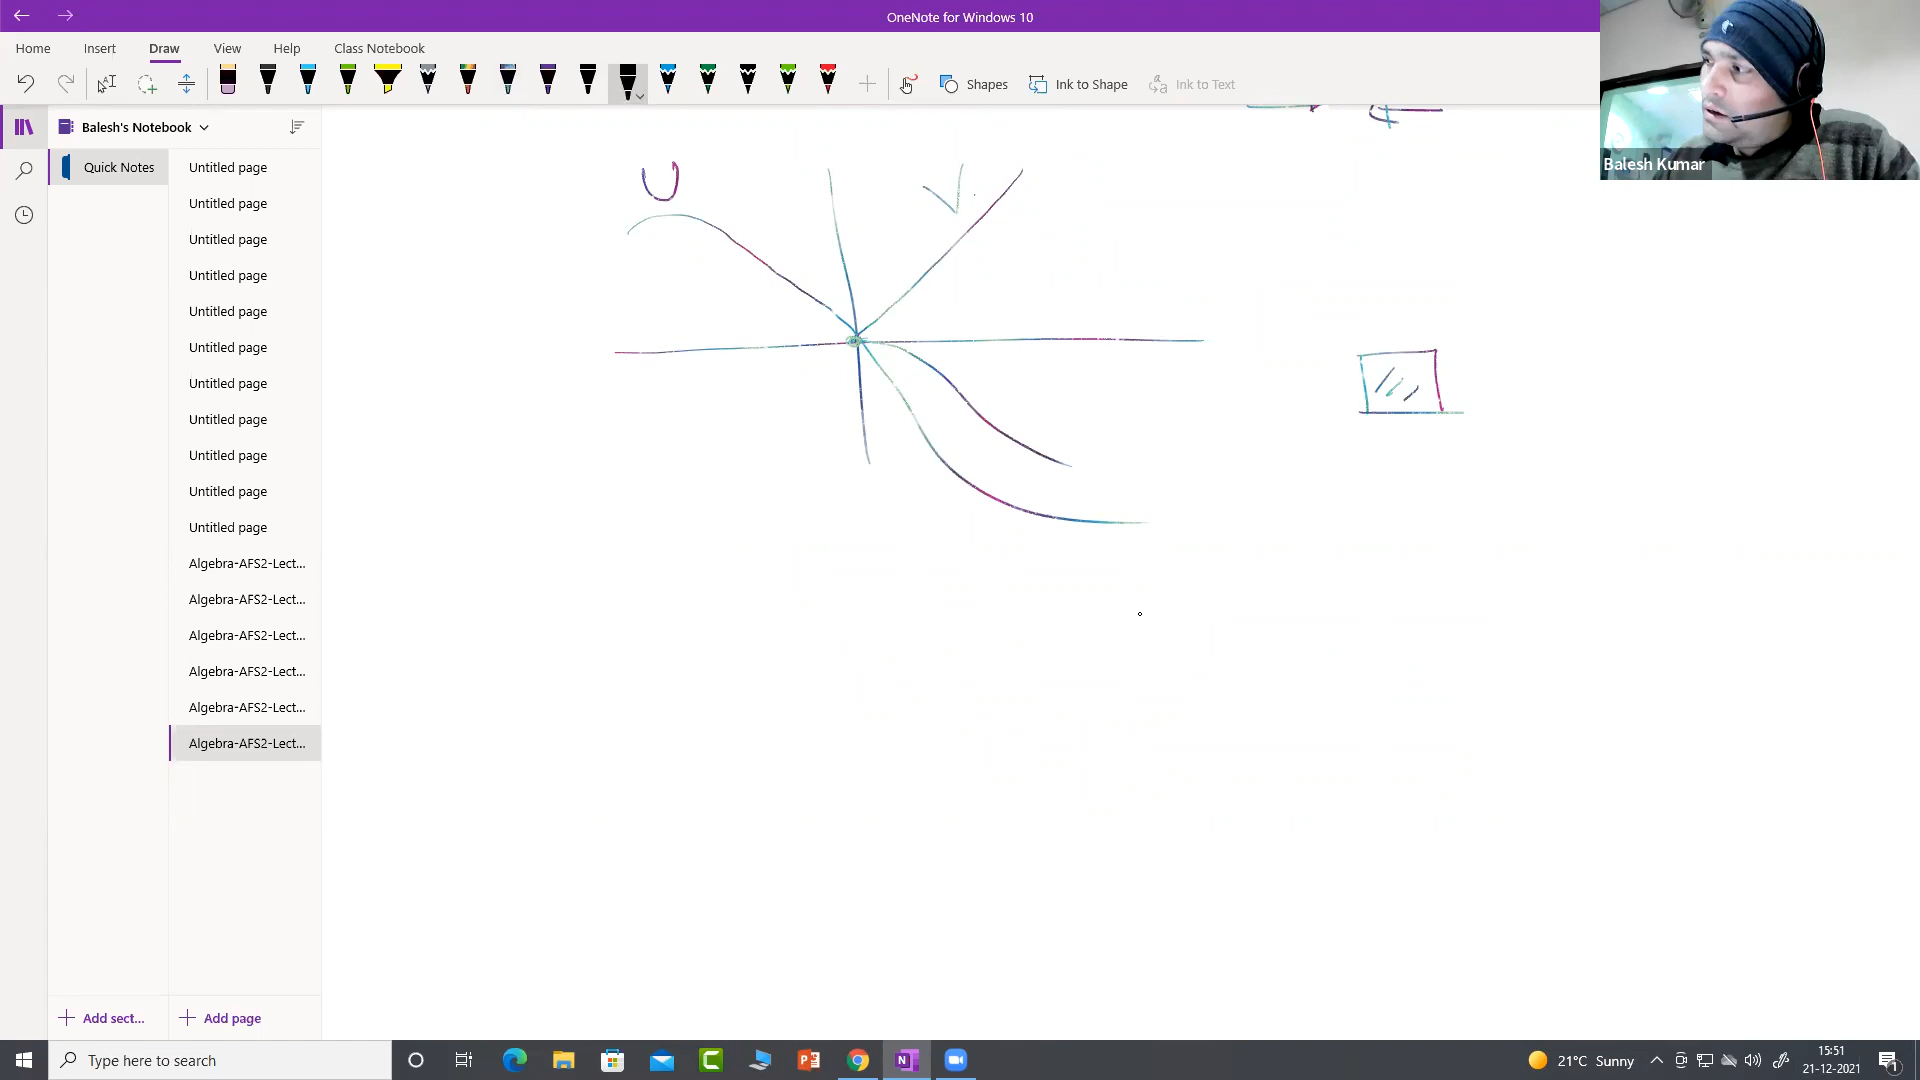 OneNote for Windows 10
Home Insert Draw View Help Class Notebook
Shapes Ink to Shape Ink to Text
Balesh Kumar
Balesh's Notebook
Quick Notes
Untitled page
Untitled page
Untitled page
Untitled page
Untitled page
Untitled page
Untitled page
Untitled page
Untitled page
Untitled page
Untitled page
Algebra-AFS2-Lect...
Algebra-AFS2-Lect...
Algebra-AFS2-Lect...
Algebra-AFS2-Lect...
Algebra-AFS2-Lect...
Algebra-AFS2-Lect...
U V
Add sect... Add page
Type here to search
21°C Sunny
15:51
21-12-2021